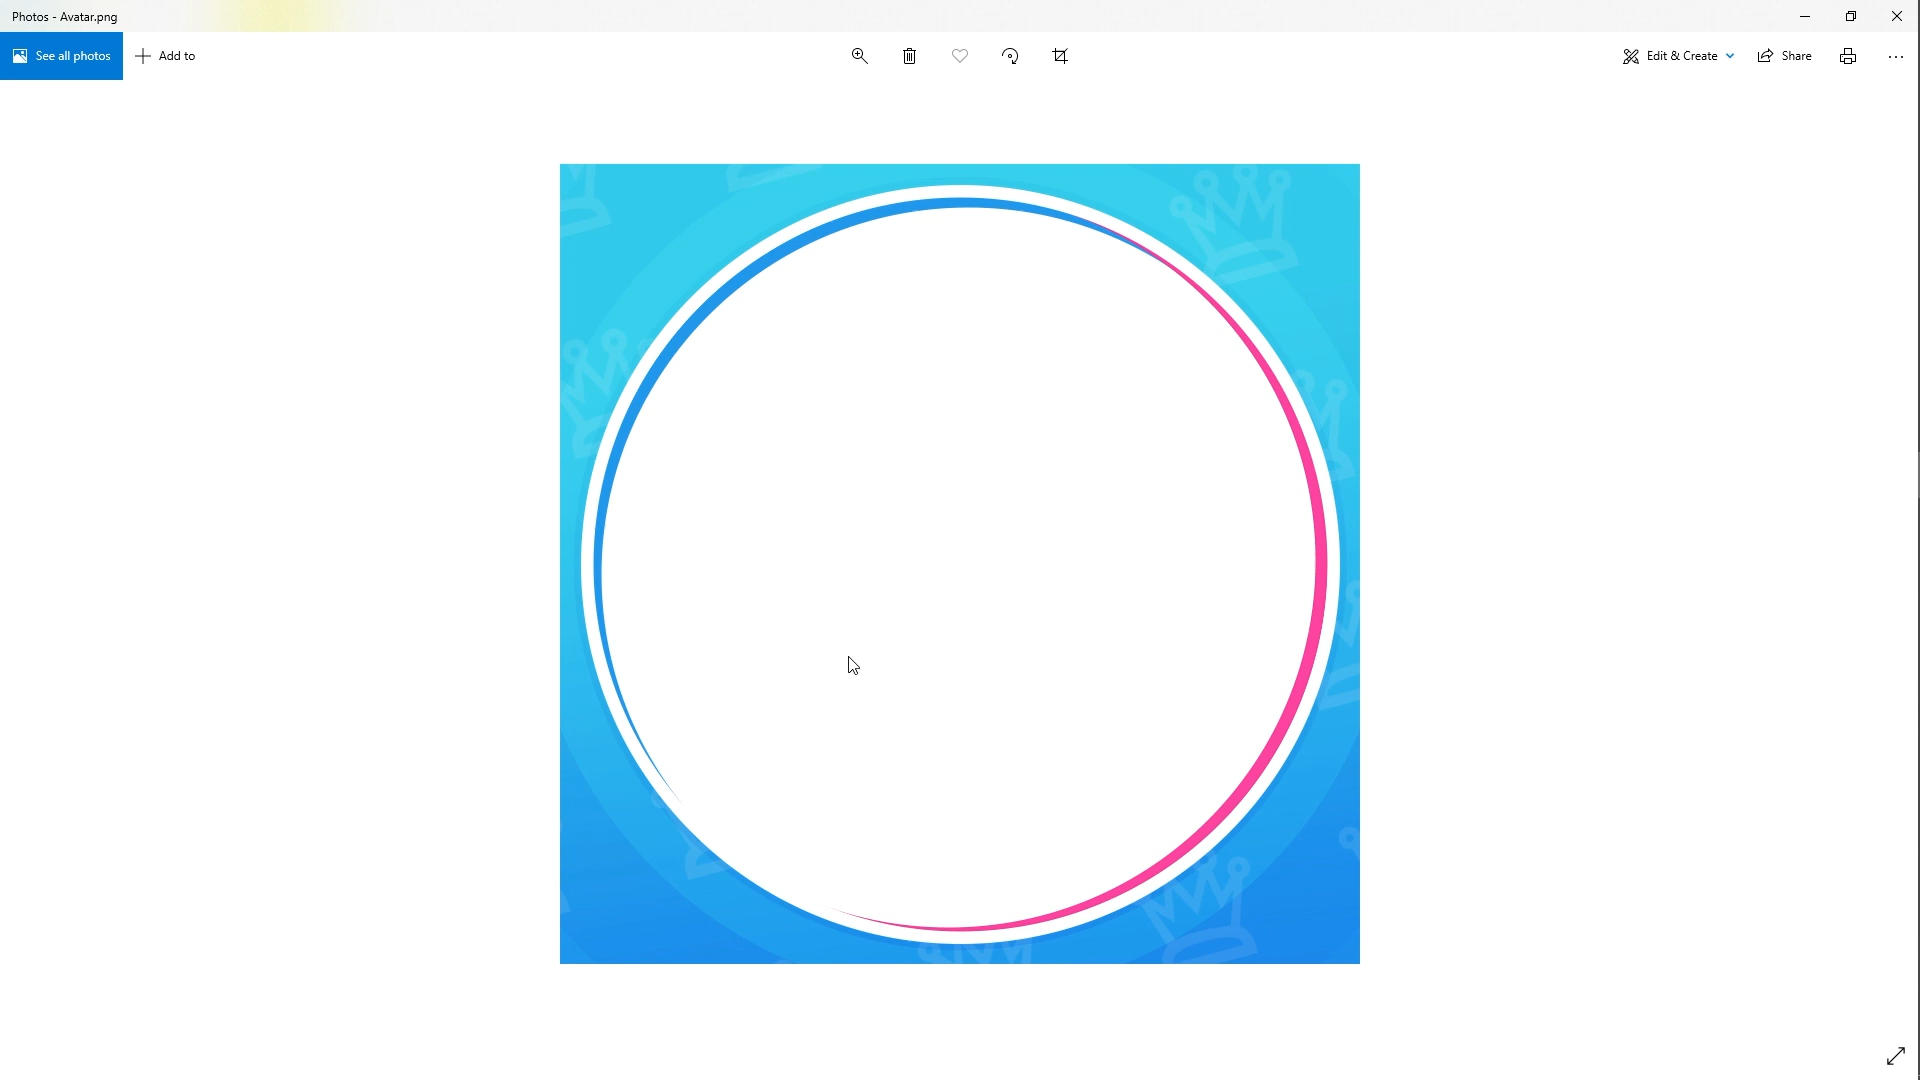 Photos - Avatar.png
See all photos
Add to
Edit & Create
Share